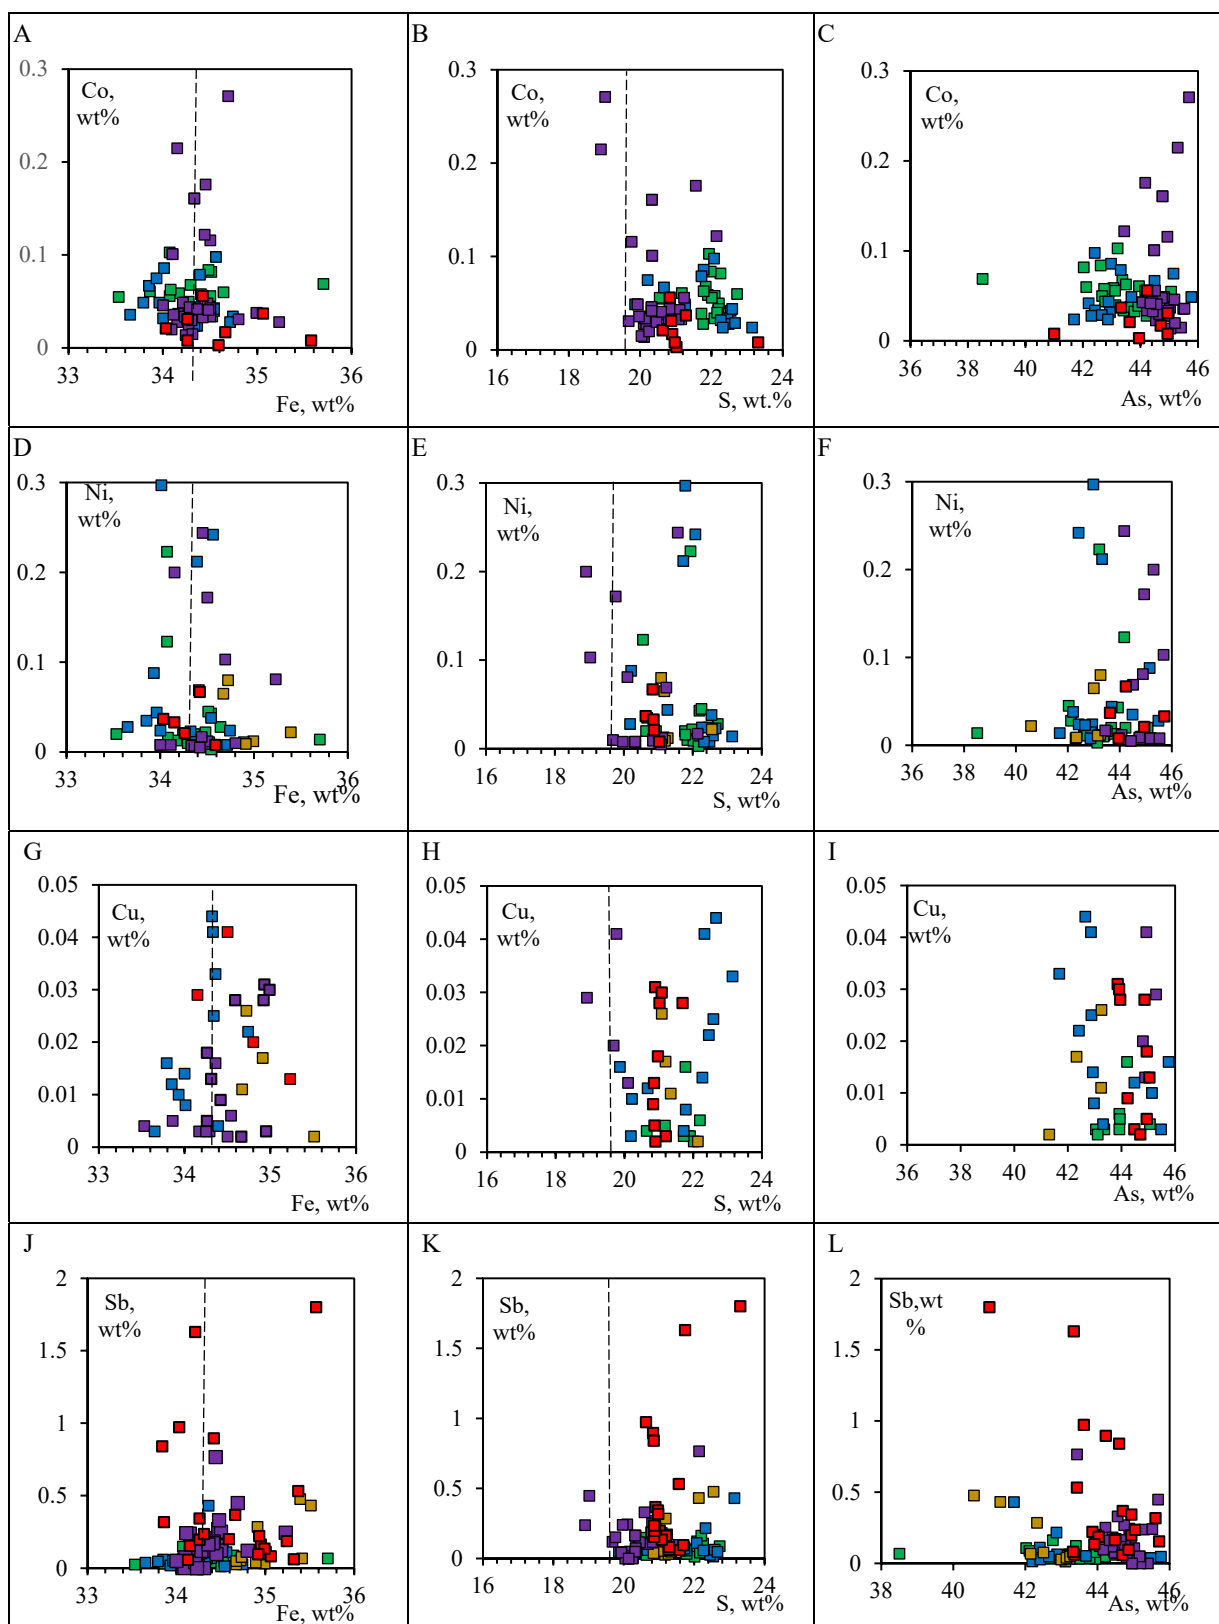 A
0.3
0.2
0.1
0
Co,
wt%
33 34 35 36
Fe, wt%
B
0.3
0.2
0.1
0
Co,
wt%
16 18 20 22 24
S, wt.%
C
0.3
0.2
0.1
0
Co,
wt%
36 38 40 42 44 46
As, wt%
D
0.3
0.2
0.1
0
Ni,
wt%
33 34 35 36
Fe, wt%
E
0.3
0.2
0.1
0
Ni,
wt%
16 18 20 22 24
S, wt%
F
0.3
0.2
0.1
0
Ni,
wt%
36 38 40 42 44 46
As, wt%
G
0.05
0.04
0.03
0.02
0.01
0
Cu,
wt%
33 34 35 36
Fe, wt%
H
0.05
0.04
0.03
0.02
0.01
0
Cu,
wt%
16 18 20 22 24
S, wt%
I
0.05
0.04
0.03
0.02
0.01
0
Cu,
wt%
36 38 40 42 44 46
As, wt%
J
2
1.5
1
0.5
0
Sb,
wt%
33 34 35 36
Fe, wt%
K
2
1.5
1
0.5
0
Sb,
wt%
16 18 20 22 24
S, wt%
L
2
1.5
1
0.5
0
Sb,wt
%
38 40 42 44 46
As, wt%